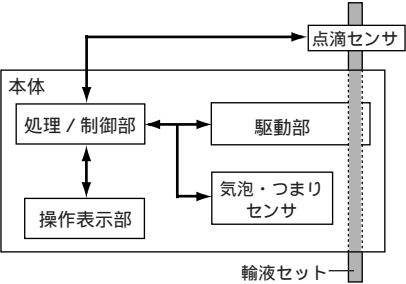 点滴センサ
本体
処理/制御部
駆動部
気泡・つまり
センサ
操作表示部
輸液セット